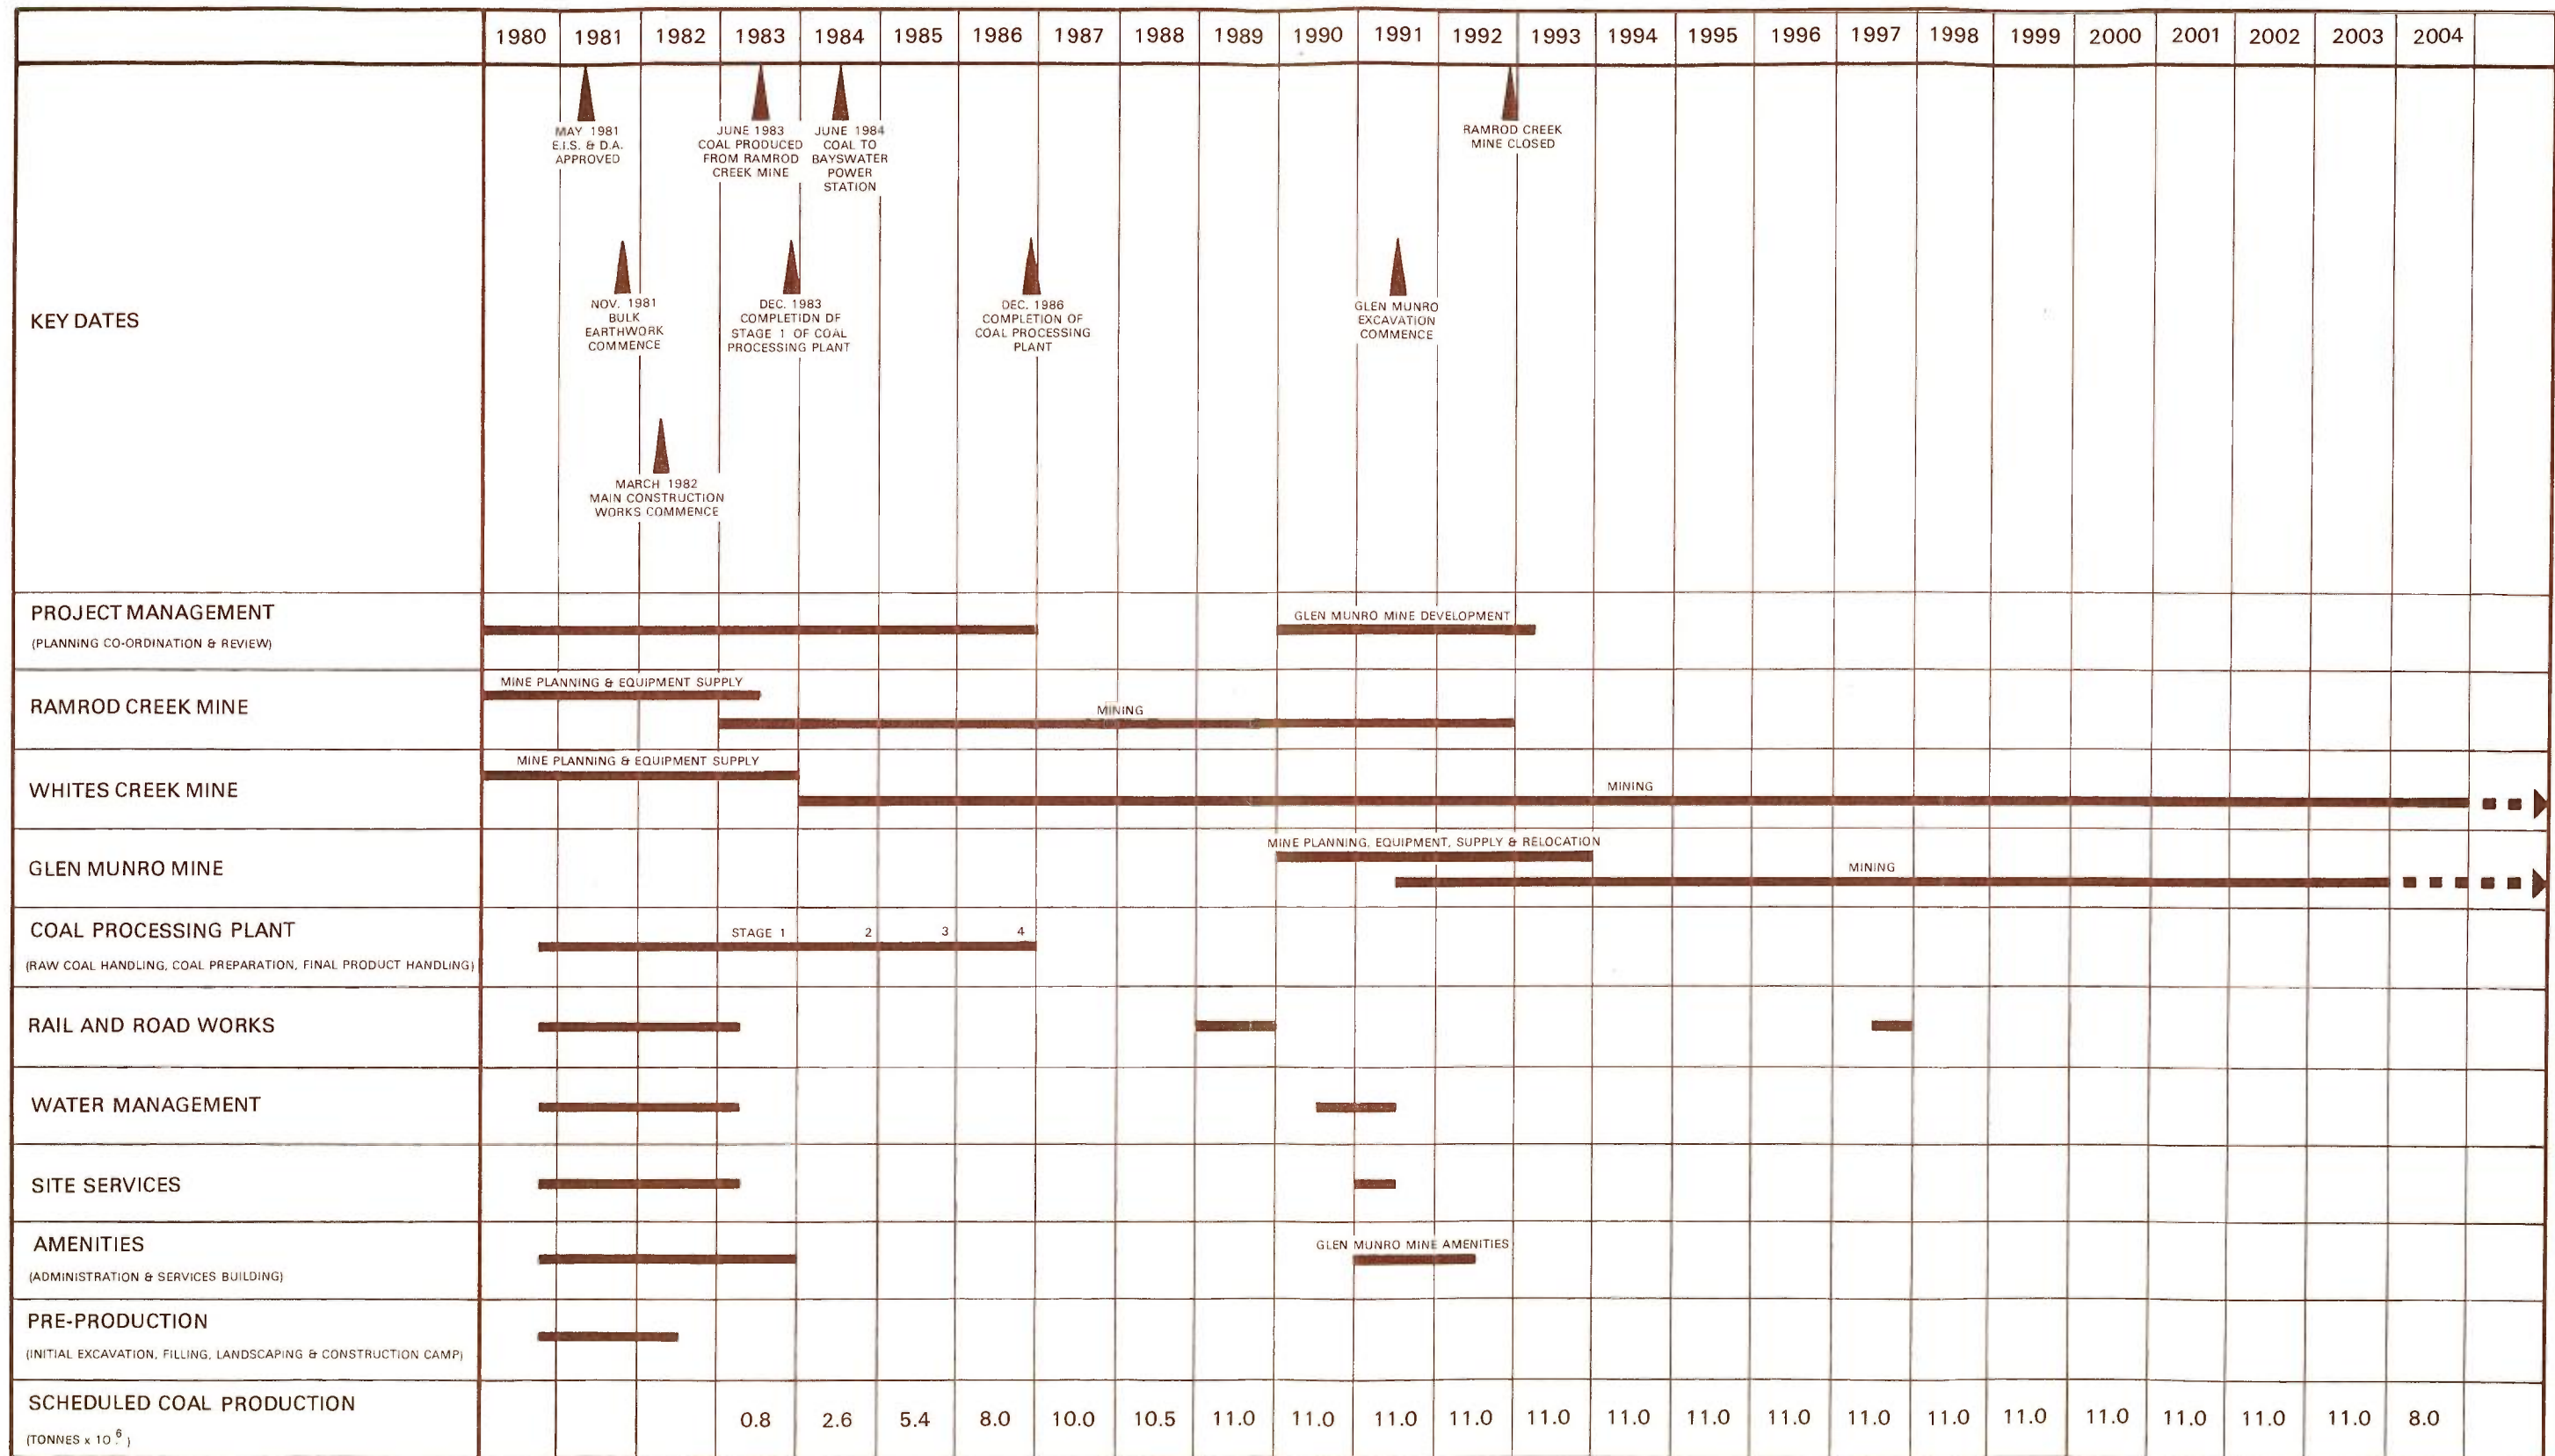 1980 1981 1982 1983 1984 1985 1986 1987 1988 1989 1990 1991 1992 1993 1994 1995 1996 1997 1998 1999 2000 2001 2002 2003 2004
KEY DATES
MAY 1981
E.I.S. & D.A.
APPROVED
JUNE 1983
COAL PRODUCED
FROM RAMROD
CREEK MINE
JUNE 1984
COAL TO
BAYSWATER
POWER
STATION
RAMROD CREEK
MINE CLOSED
NOV. 1981
BULK
EARTHWORK
COMMENCE
DEC. 1983
COMPLETION OF
STAGE 1 OF COAL
PROCESSING PLANT
DEC. 1986
COMPLETION OF
COAL PROCESSING
PLANT
GLEN MUNRO
EXCAVATION
COMMENCE
MARCH 1982
MAIN CONSTRUCTION
WORKS COMMENCE
PROJECT MANAGEMENT
(PLANNING CO-ORDINATION & REVIEW)
GLEN MUNRO MINE DEVELOPMENT
RAMROD CREEK MINE
MINE PLANNING & EQUIPMENT SUPPLY
MINING
WHITES CREEK MINE
MINE PLANNING & EQUIPMENT SUPPLY
MINING
GLEN MUNRO MINE
MINE PLANNING, EQUIPMENT, SUPPLY & RELOCATION
MINING
COAL PROCESSING PLANT
(RAW COAL HANDLING, COAL PREPARATION, FINAL PRODUCT HANDLING)
STAGE 1 2 3 4
RAIL AND ROAD WORKS
WATER MANAGEMENT
SITE SERVICES
AMENITIES
(ADMINISTRATION & SERVICES BUILDING)
GLEN MUNRO MINE AMENITIES
PRE-PRODUCTION
(INITIAL EXCAVATION, FILLING, LANDSCAPING & CONSTRUCTION CAMP)
SCHEDULED COAL PRODUCTION
(TONNES x 10.6)
0.8 2.6 5.4 8.0 10.0 10.5 11.0 11.0 11.0 11.0 11.0 11.0 11.0 11.0 11.0 11.0 11.0 11.0 11.0 11.0 11.0 8.0